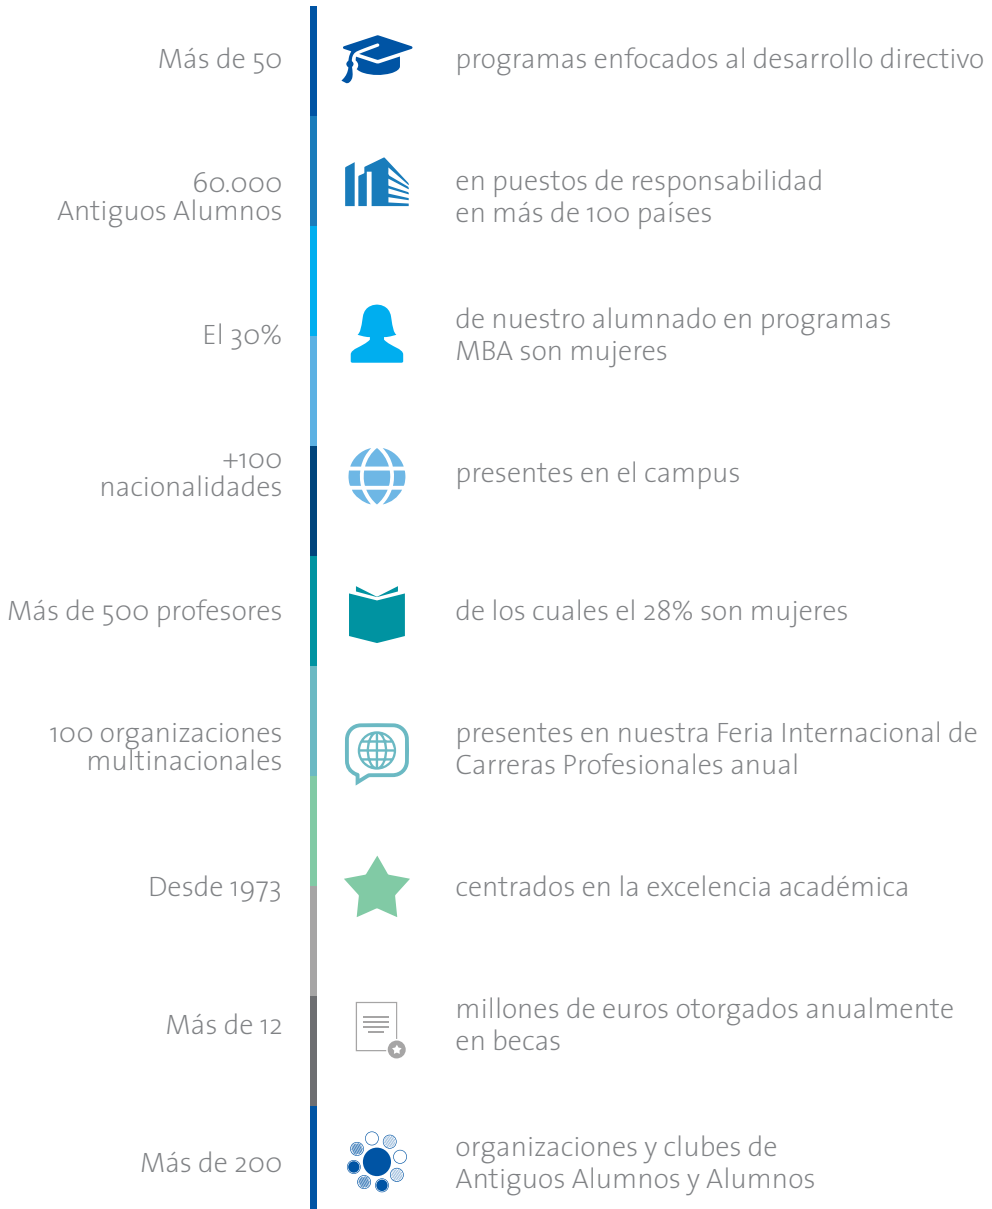 Más de 50
programas enfocados al desarrollo directivo
60.000
Antiguos Alumnos
en puestos de responsabilidad
en más de 100 países
El 30%
de nuestro alumnado en programas
MBA son mujeres
+100
nacionalidades
presentes en el campus
Más de 500 profesores
de los cuales el 28% son mujeres
100 organizaciones
multinacionales
presentes en nuestra Feria Internacional de
Carreras Profesionales anual
Desde 1973
centrados en la excelencia académica
Más de 12
millones de euros otorgados anualmente
en becas
Más de 200
organizaciones y clubes de
Antiguos Alumnos y Alumnos